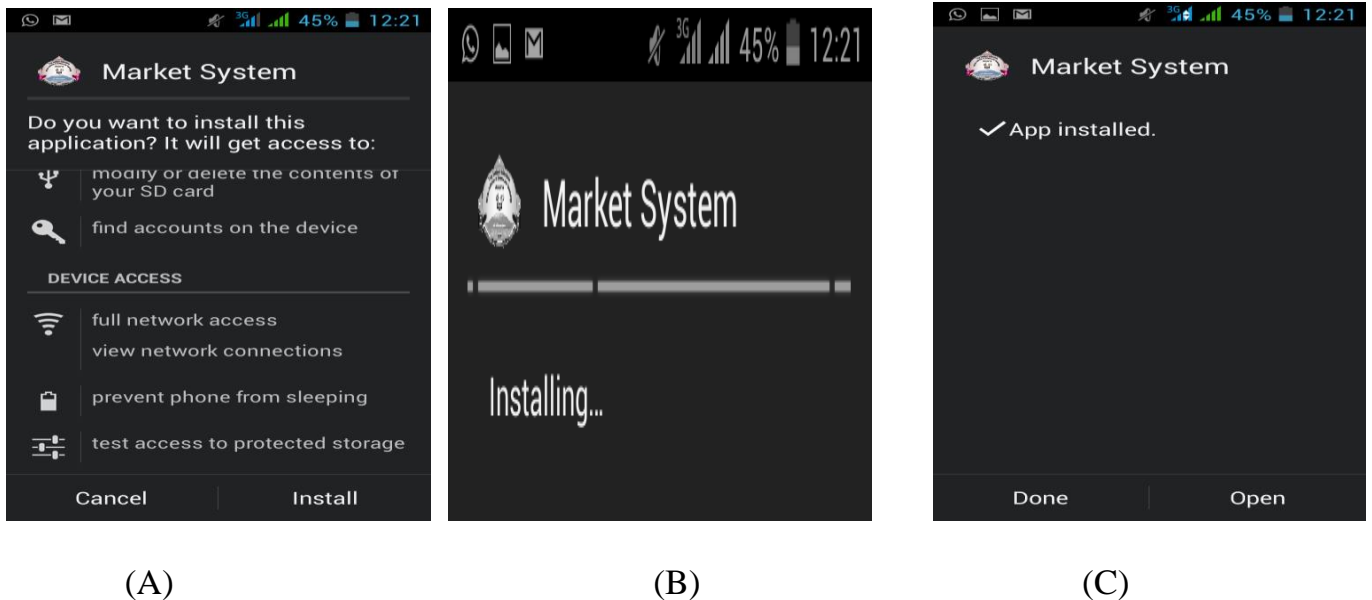 3G 45% 12:21
Market System
Do you want to install this
application? It will get access to:
modify or delete the contents of
your SD card
find accounts on the device
DEVICE ACCESS
full network access
view network connections
prevent phone from sleeping
test access to protected storage
Cancel Install
(A)
3G 45% 12:21
Market System
Installing...
(B)
3G 45% 12:21
Market System
App installed.
Done Open
(C)